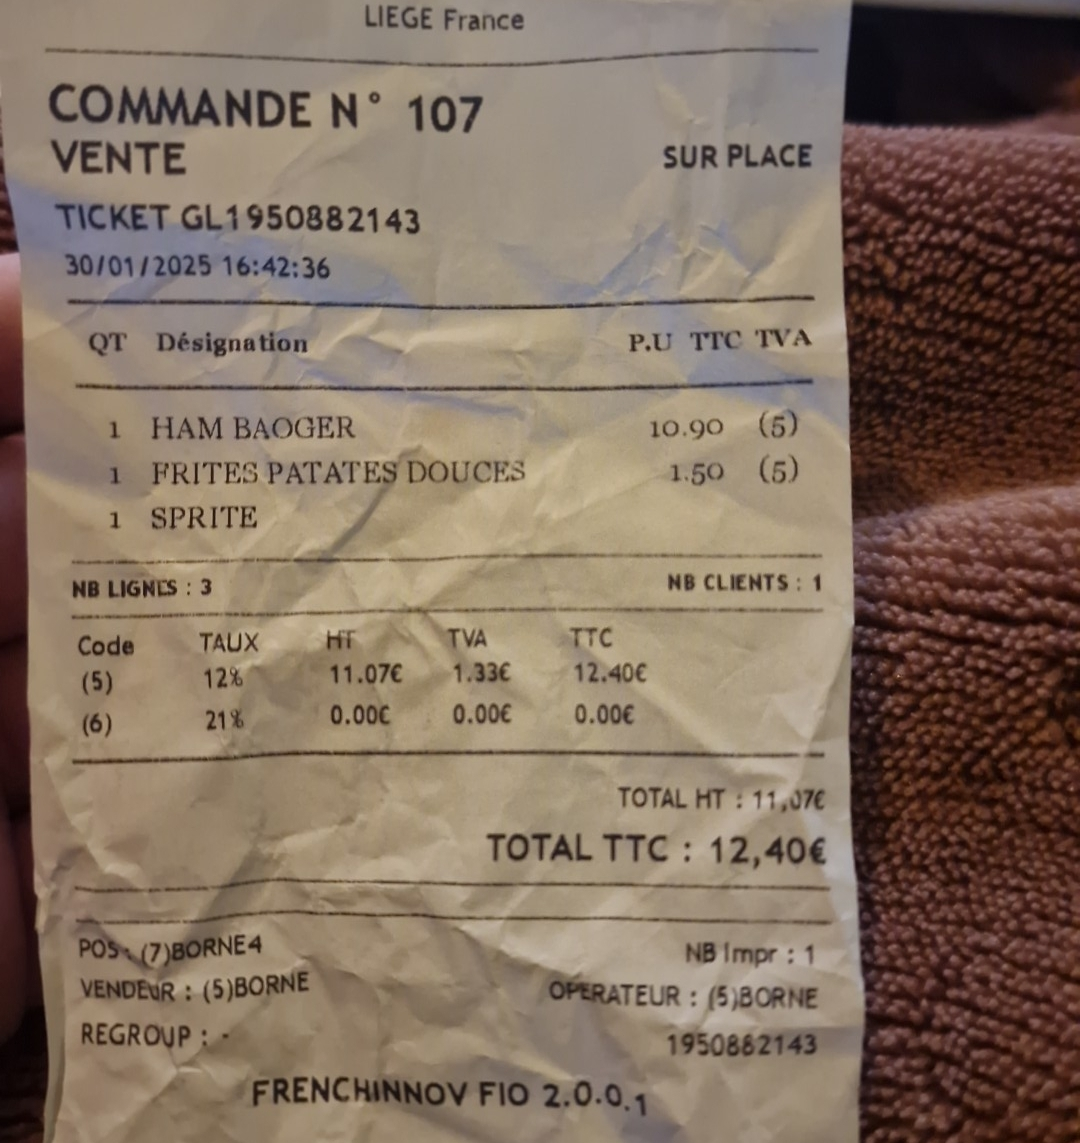 LIEGE France
COMMANDE N° 107
VENTE SUR PLACE
TICKET GL1950882143
30/01/2025 16:42:36
QT Désignation P.U TTC TVA
1 HAM BAOGER 10.90 (5)
1 FRITES PATATES DOUCES 1.50 (5)
1 SPRITE
NB LIGNES : 3 NB CLIENTS : 1
Code TAUX HT TVA TTC
(5) 12% 11.07€ 1.33€ 12.40€
(6) 21% 0.00€ 0.00€ 0.00€
TOTAL HT : 11,07€
TOTAL TTC : 12,40€
POS : (7)BORNE4 NB Impr : 1
VENDEUR : (5)BORNE OPERATEUR : (5)BORNE
REGROUP : - 1950882143
FRENCHINNOV FIO 2.0.0.1